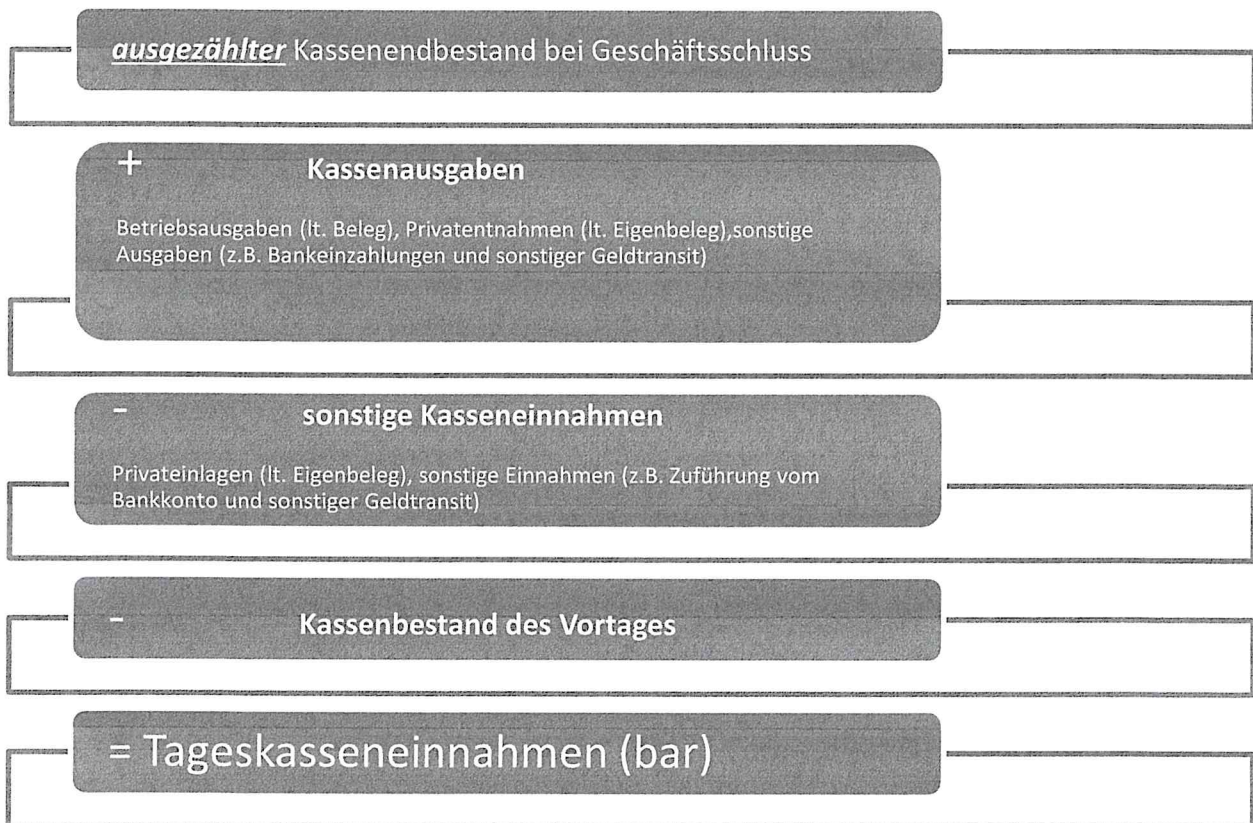 ausgezählter Kassenendbestand bei Geschäftsschluss
+ Kassenausgaben
Betriebsausgaben (lt. Beleg), Privatentnahmen (lt. Eigenbeleg),sonstige
Ausgaben (z.B. Bankeinzahlungen und sonstiger Geldtransit)
- sonstige Kasseneinnahmen
Privateinlagen (lt. Eigenbeleg), sonstige Einnahmen (z.B. Zuführung vom
Bankkonto und sonstiger Geldtransit)
- Kassenbestand des Vortages
= Tageskasseneinnahmen (bar)